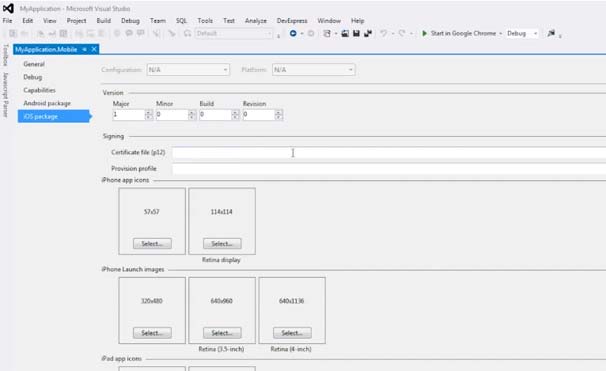 MyApplication - Microsoft Visual Studio
File Edit View Project Build Debug Team SQL Tools Test Analyze DevExpress Window Help
Default
Start in Google Chrome
Debug
Toolbox
Javascript Parser
MyApplication.Mobile
General
Debug
Capabilities
Android package
iOS package
Configuration: N/A Platform: N/A
Version
Major Minor Build Revision
1 0 0 0
Signing
Certificate file (p12)
Provision profile
iPhone app icons
57x57 114x114
Select... Select...
Retina display
iPhone Launch images
320x480 640x960 640x1136
Select... Select... Select...
Retina (3.5-inch) Retina (4-inch)
iPad app icons